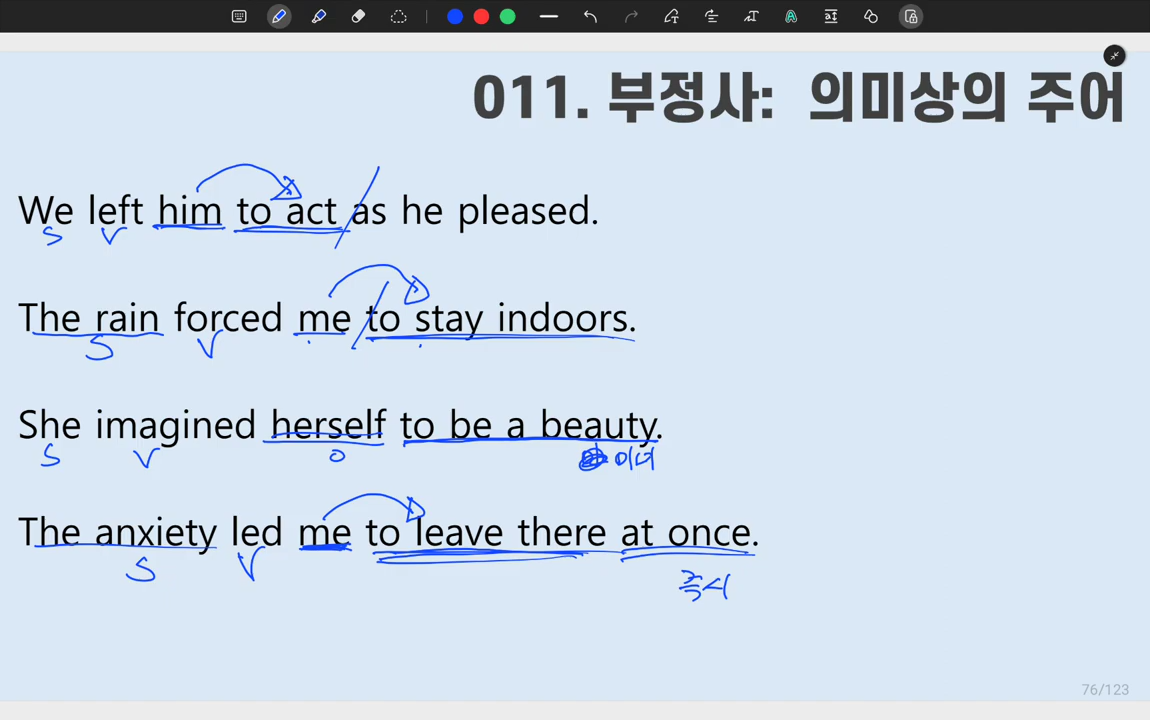 011. 부정사: 의미상의 주어
We left him to act as he pleased.
S V
The rain forced me to stay indoors.
S V
She imagined herself to be a beauty.
S V O 미녀
The anxiety led me to leave there at once.
S V
즉시
76/123